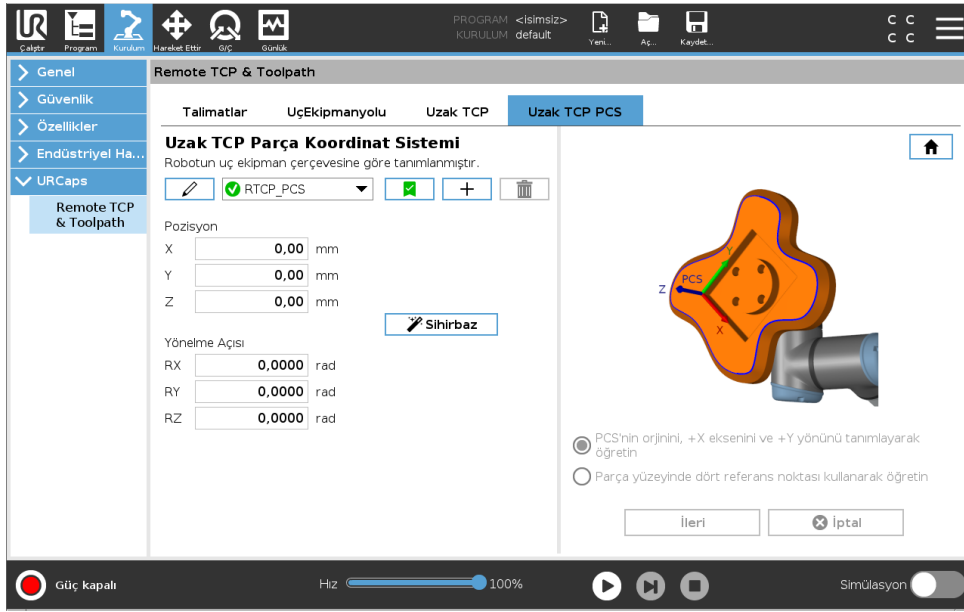 PROGRAM <isimsiz>
KURULUM default
Çalıştır
Program
Kurulum
Hareket Ettir
G/Ç
Günlük
Yeni...
Aç...
Kaydet...
C C
C C
Genel
Güvenlik
Özellikler
Endüstriyel Ha...
URCaps
Remote TCP
& Toolpath
Remote TCP & Toolpath
Talimatlar
UçEkipmanyolu
Uzak TCP
Uzak TCP PCS
Uzak TCP Parça Koordinat Sistemi
Robotun uç ekipman çerçevesine göre tanımlanmıştır.
RTCP_PCS
Pozisyon
X 0,00 mm
Y 0,00 mm
Z 0,00 mm
Sihirbaz
Yönelme Açısı
RX 0,0000 rad
RY 0,0000 rad
RZ 0,0000 rad
Y
PCS
Z
X
PCS'nin orjinini, +X eksenini ve +Y yönünü tanımlayarak
öğretin
Parça yüzeyinde dört referans noktası kullanarak öğretin
İleri
İptal
Güç kapalı
Hız
100%
Simülasyon